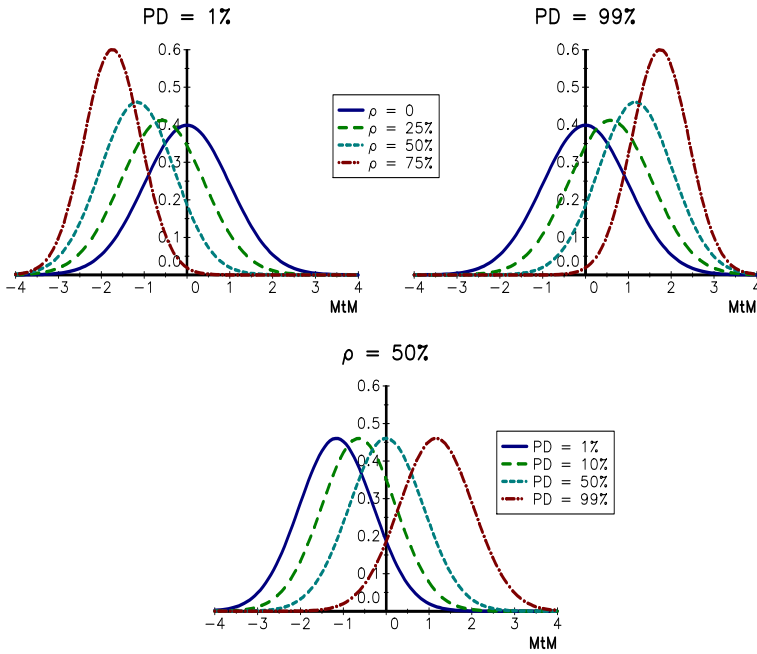 PD = 1%
0.6
0.5
0.4
0.3
0.2
0.1
0.0
−4 −3 −2 −1 0 1 2 3 4
MtM
ρ = 0
ρ = 25%
ρ = 50%
ρ = 75%
PD = 99%
0.6
0.5
0.4
0.3
0.2
0.1
0.0
−4 −3 −2 −1 0 1 2 3 4
MtM
ρ = 50%
0.6
0.5
0.4
0.3
0.2
0.1
0.0
−4 −3 −2 −1 0 1 2 3 4
MtM
PD = 1%
PD = 10%
PD = 50%
PD = 99%